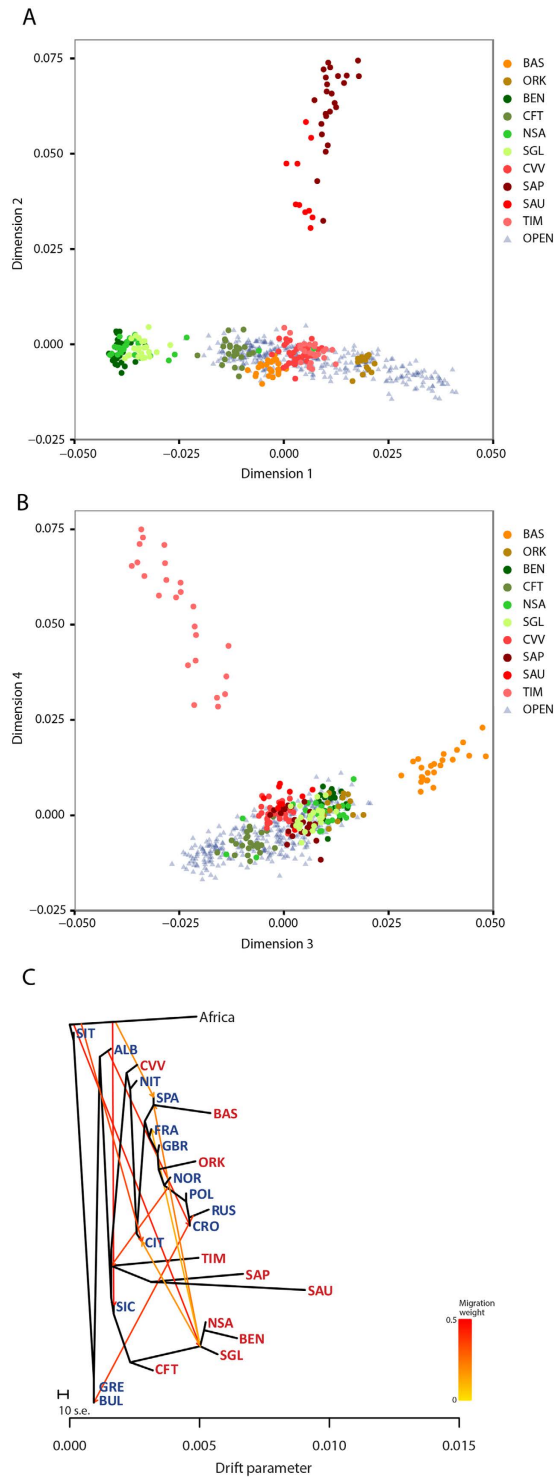 A
Dimension 2
0.075
0.050
0.025
0.000
−0.025
−0.050
−0.025
0.000
0.025
0.050
Dimension 1
BAS
ORK
BEN
CFT
NSA
SGL
CVV
SAP
SAU
TIM
OPEN
B
Dimension 4
0.075
0.050
0.025
0.000
−0.025
−0.050
−0.025
0.000
0.025
0.050
Dimension 3
BAS
ORK
BEN
CFT
NSA
SGL
CVV
SAP
SAU
TIM
OPEN
C
Africa
SIT
ALB
CVV
NIT
SPA
BAS
FRA
GBR
ORK
NOR
POL
RUS
CRO
CIT
TIM
SAP
SAU
SIC
NSA
BEN
SGL
CFT
GRE
BUL
10 s.e.
Migration
weight
0.5
0
0.000
0.005
0.010
0.015
Drift parameter